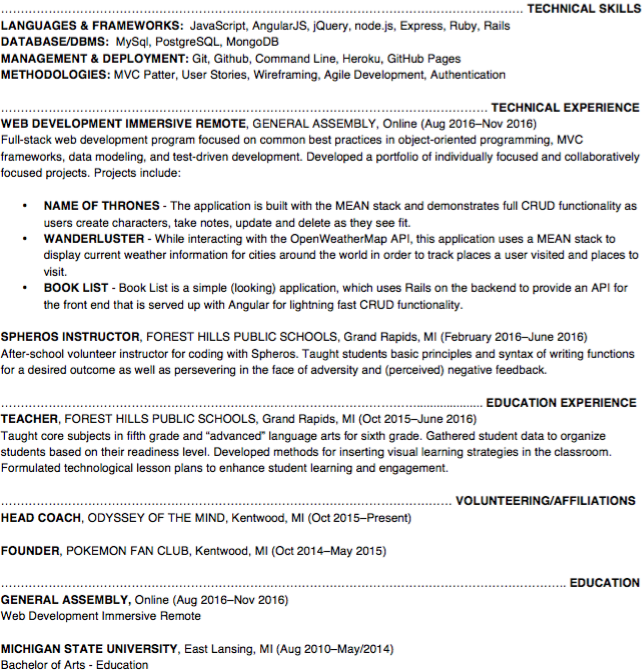 TECHNICAL SKILLS
LANGUAGES & FRAMEWORKS: JavaScript, AngularJS, jQuery, node.js, Express, Ruby, Rails
DATABASE/DBMS: MySql, PostgreSQL, MongoDB
MANAGEMENT & DEPLOYMENT: Git, Github, Command Line, Heroku, GitHub Pages
METHODOLOGIES: MVC Patter, User Stories, Wireframing, Agile Development, Authentication
TECHNICAL EXPERIENCE
WEB DEVELOPMENT IMMERSIVE REMOTE, GENERAL ASSEMBLY, Online (Aug 2016–Nov 2016)
Full-stack web development program focused on common best practices in object-oriented programming, MVC
frameworks, data modeling, and test-driven development. Developed a portfolio of individually focused and collaboratively
focused projects. Projects include:
• NAME OF THRONES - The application is built with the MEAN stack and demonstrates full CRUD functionality as
users create characters, take notes, update and delete as they see fit.
• WANDERLUSTER - While interacting with the OpenWeatherMap API, this application uses a MEAN stack to
display current weather information for cities around the world in order to track places a user visited and places to
visit.
• BOOK LIST - Book List is a simple (looking) application, which uses Rails on the backend to provide an API for
the front end that is served up with Angular for lightning fast CRUD functionality.
SPHEROS INSTRUCTOR, FOREST HILLS PUBLIC SCHOOLS, Grand Rapids, MI (February 2016–June 2016)
After-school volunteer instructor for coding with Spheros. Taught students basic principles and syntax of writing functions
for a desired outcome as well as persevering in the face of adversity and (perceived) negative feedback.
EDUCATION EXPERIENCE
TEACHER, FOREST HILLS PUBLIC SCHOOLS, Grand Rapids, MI (Oct 2015–June 2016)
Taught core subjects in fifth grade and “advanced” language arts for sixth grade. Gathered student data to organize
students based on their readiness level. Developed methods for inserting visual learning strategies in the classroom.
Formulated technological lesson plans to enhance student learning and engagement.
VOLUNTEERING/AFFILIATIONS
HEAD COACH, ODYSSEY OF THE MIND, Kentwood, MI (Oct 2015–Present)
FOUNDER, POKEMON FAN CLUB, Kentwood, MI (Oct 2014–May 2015)
EDUCATION
GENERAL ASSEMBLY, Online (Aug 2016–Nov 2016)
Web Development Immersive Remote
MICHIGAN STATE UNIVERSITY, East Lansing, MI (Aug 2010–May/2014)
Bachelor of Arts - Education